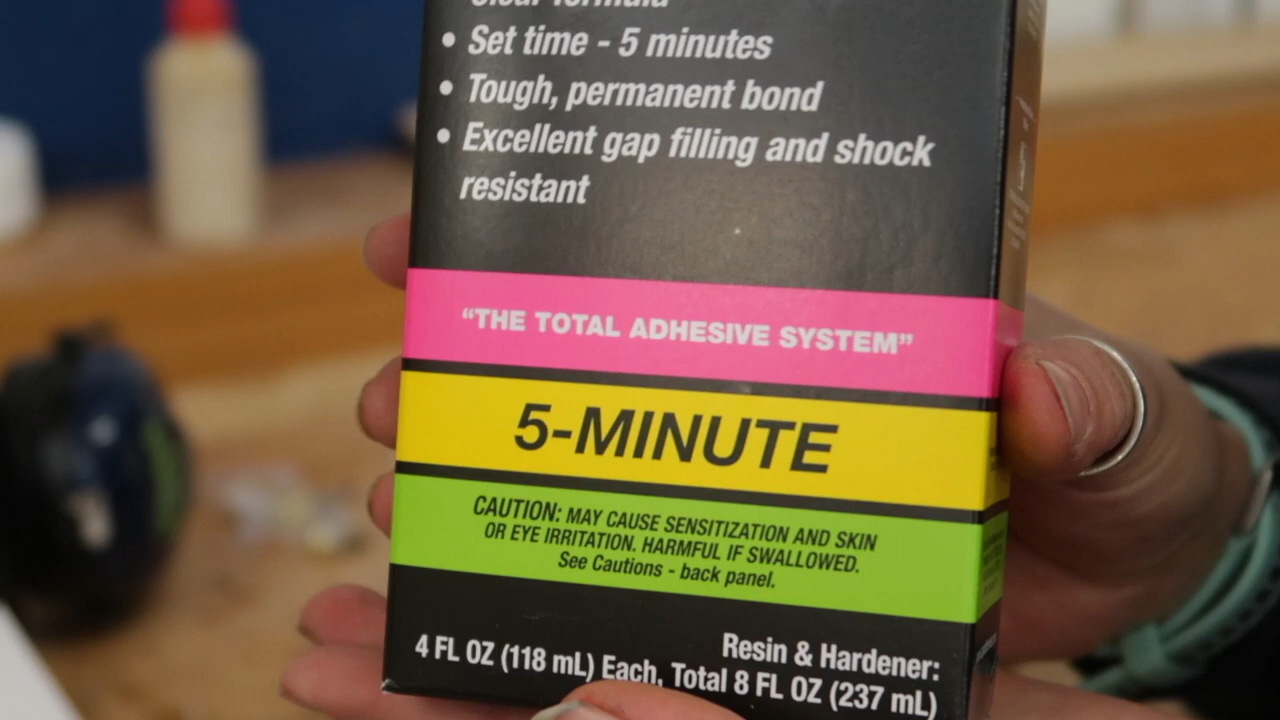 Clear formula
• Set time - 5 minutes
• Tough, permanent bond
• Excellent gap filling and shock
resistant
“THE TOTAL ADHESIVE SYSTEM”
5-MINUTE
CAUTION: MAY CAUSE SENSITIZATION AND SKIN
OR EYE IRRITATION. HARMFUL IF SWALLOWED.
See Cautions - back panel.
Resin & Hardener:
4 FL OZ (118 mL) Each, Total 8 FL OZ (237 mL)